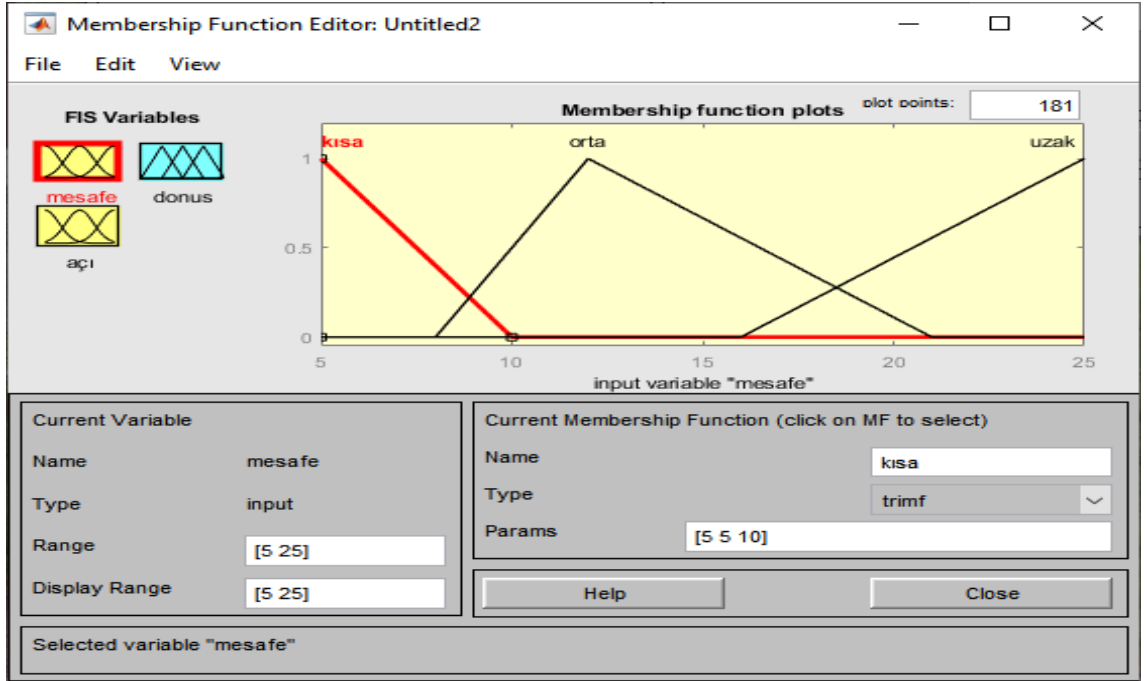 Membership Function Editor: Untitled2
File Edit View
FIS Variables
mesafe
donus
açı
Membership function plots
plot points:
181
kısa
orta
uzak
1
0.5
0
5
10
15
20
25
input variable "mesafe"
Current Variable
Name mesafe
Type input
Range [5 25]
Display Range [5 25]
Current Membership Function (click on MF to select)
Name kısa
Type trimf
Params [5 5 10]
Help Close
Selected variable "mesafe"